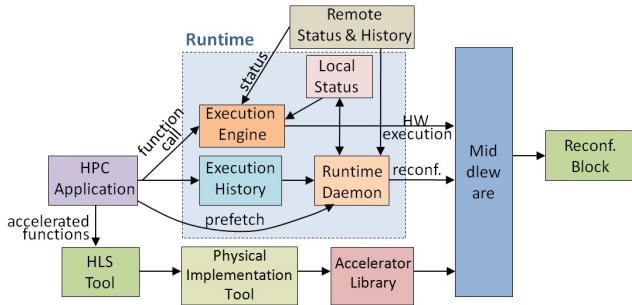 Remote
Status & History
Runtime
status
Local
Status
function
call
Execution
Engine
HW
execution
Mid
dlew
are
Reconf.
Block
HPC
Application
Execution
History
Runtime
Daemon
reconf.
prefetch
accelerated
functions
HLS
Tool
Physical
Implementation
Tool
Accelerator
Library